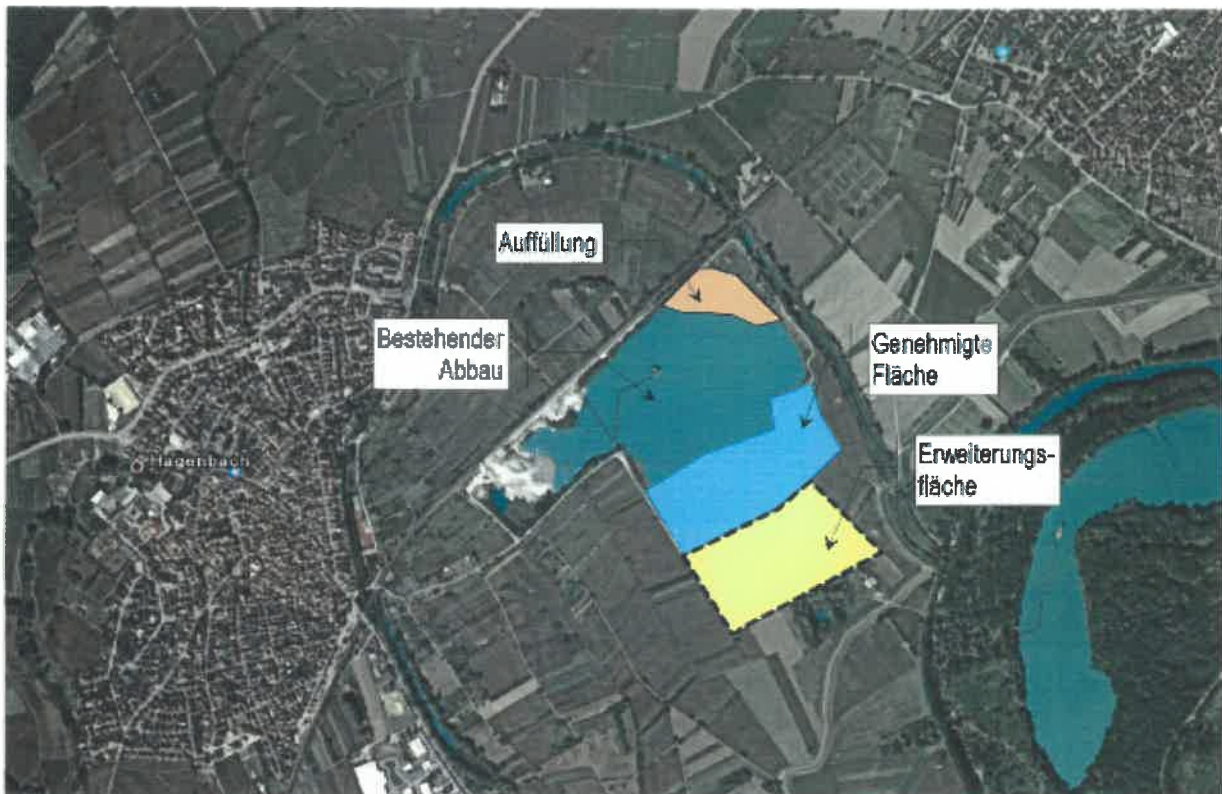 Auffüllung
Bestehender
Abbau
Genehmigte
Fläche
Erweiterungs-
fläche
Hagenbach